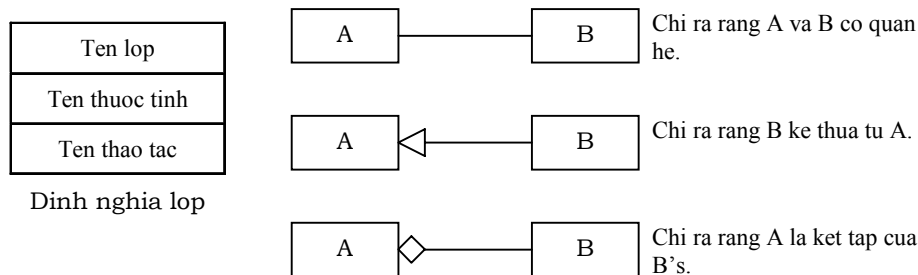 Ten lop
Ten thuoc tinh
Ten thao tac
Dinh nghia lop
A
B
Chi ra rang A va B co quan
he.
A
B
Chi ra rang B ke thua tu A.
A
B
Chi ra rang A la ket tap cua
B's.